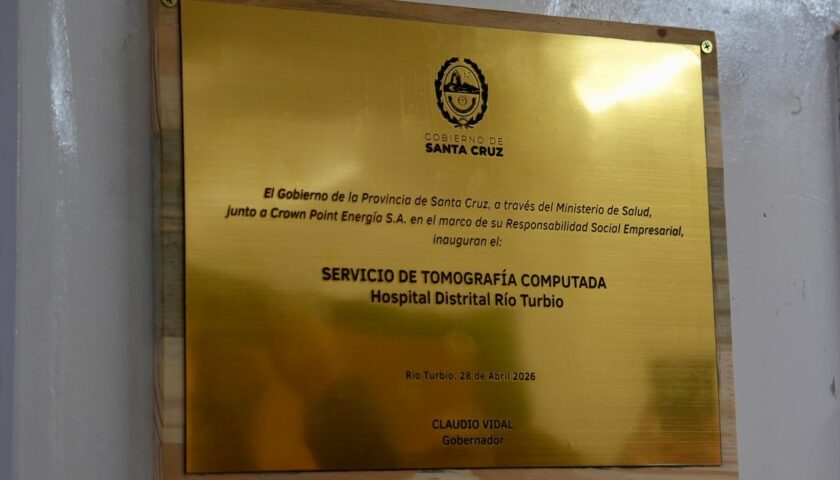 GOBIERNO DE
SANTA CRUZ
El Gobierno de la Provincia de Santa Cruz, a través del Ministerio de Salud,
junto a Crown Point Energía S.A. en el marco de su Responsabilidad Social Empresarial,
inauguran el:
SERVICIO DE TOMOGRAFÍA COMPUTADA
Hospital Distrital Río Turbio
Río Turbio, 28 de Abril 2026
CLAUDIO VIDAL
Gobernador